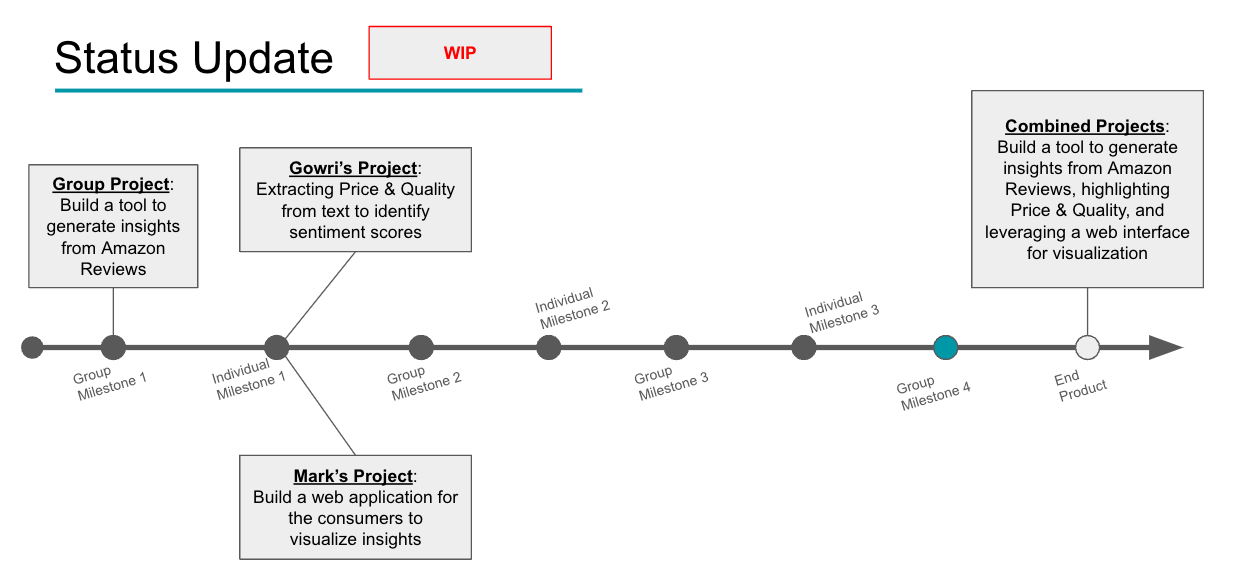 Status Update
WIP
Combined Projects:
Build a tool to generate
insights from Amazon
Reviews, highlighting
Price & Quality, and
leveraging a web interface
for visualization
Group Project:
Build a tool to
generate insights
from Amazon
Reviews
Gowri's Project:
Extracting Price & Quality
from text to identify
sentiment scores
Individual
Milestone 2
Individual
Milestone 3
Group
Milestone 1
Individual
Milestone 1
Group
Milestone 2
Group
Milestone 3
Group
Milestone 4
End
Product
Mark's Project:
Build a web application for
the consumers to
visualize insights